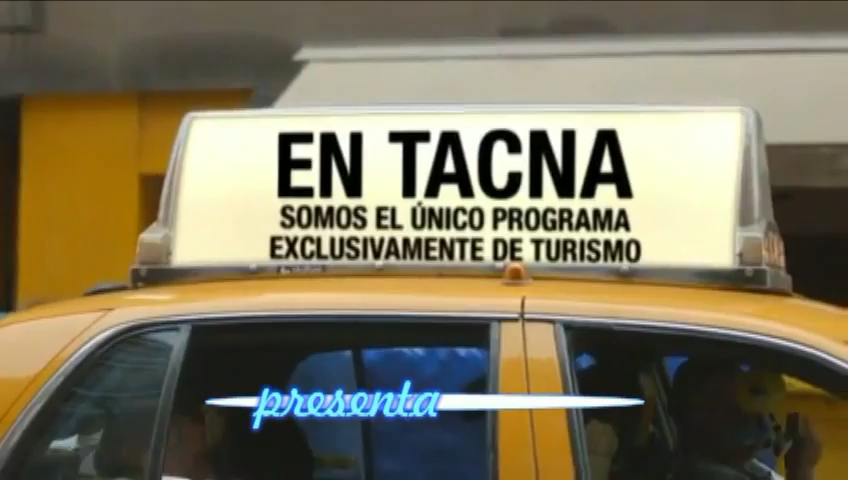 EN TACNA
SOMOS EL ÚNICO PROGRAMA
EXCLUSIVAMENTE DE TURISMO
presenta